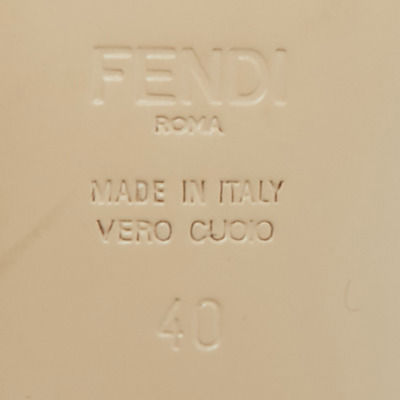 FENDI
ROMA
MADE IN ITALY
VERO CUOIO
40